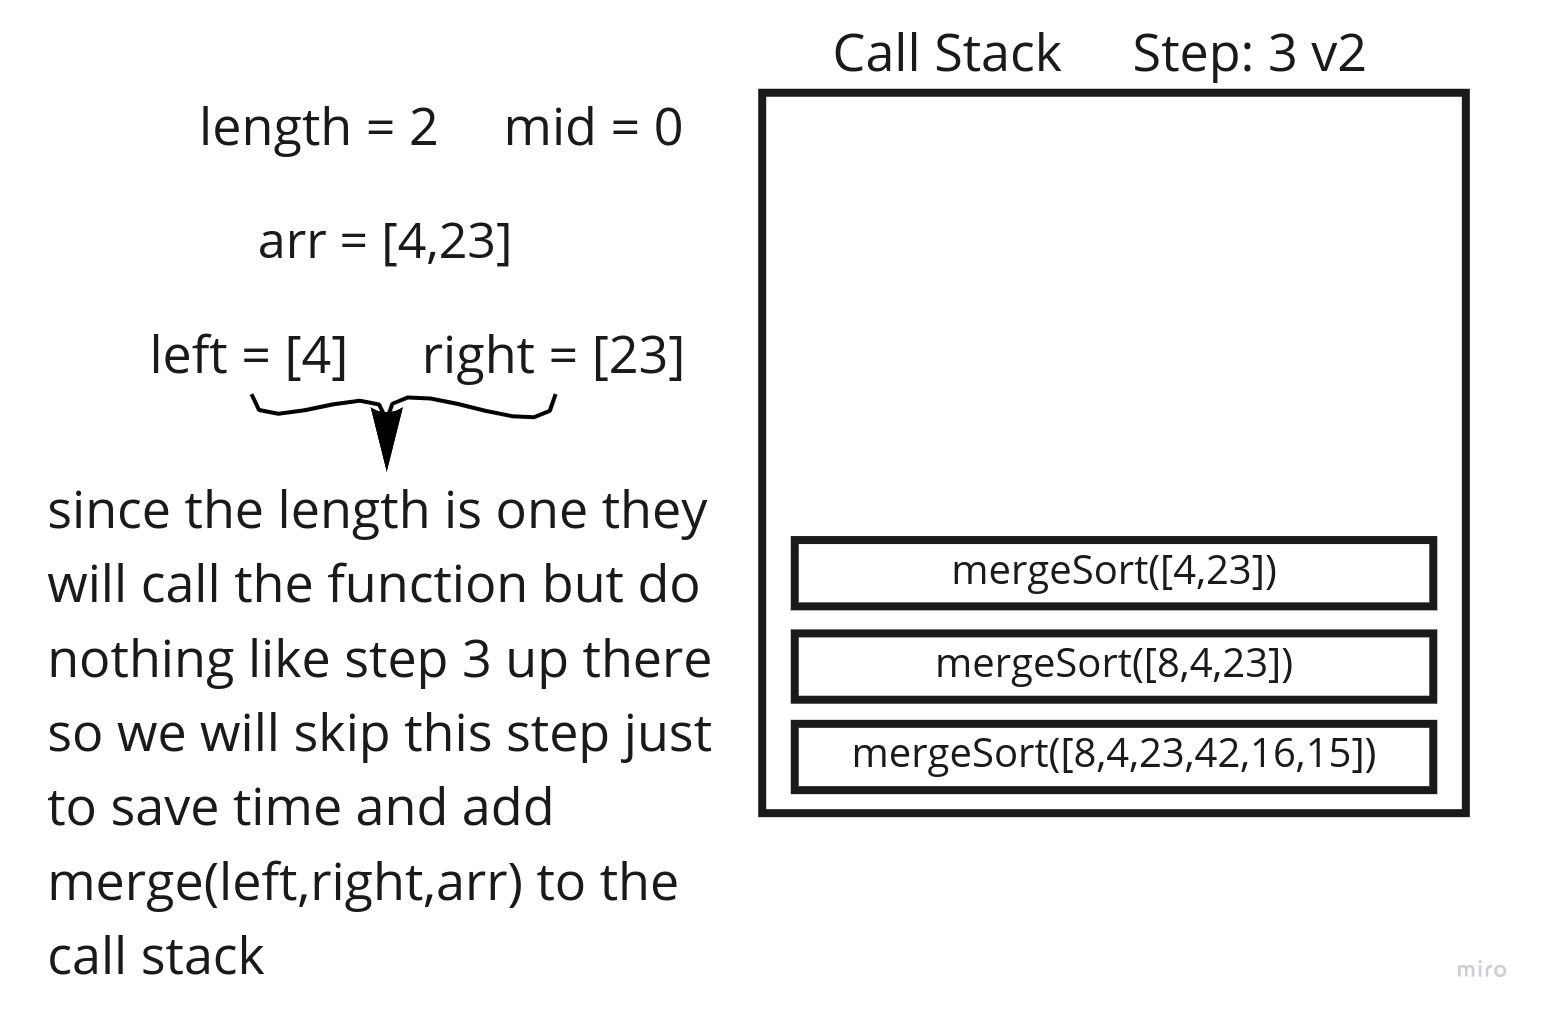 Call Stack Step: 3 v2
length = 2 mid = 0
arr = [4,23]
left = [4] right = [23]
since the length is one they
will call the function but do
nothing like step 3 up there
so we will skip this step just
to save time and add
merge(left,right,arr) to the
call stack
mergeSort([4,23])
mergeSort([8,4,23])
mergeSort([8,4,23,42,16,15])
miro